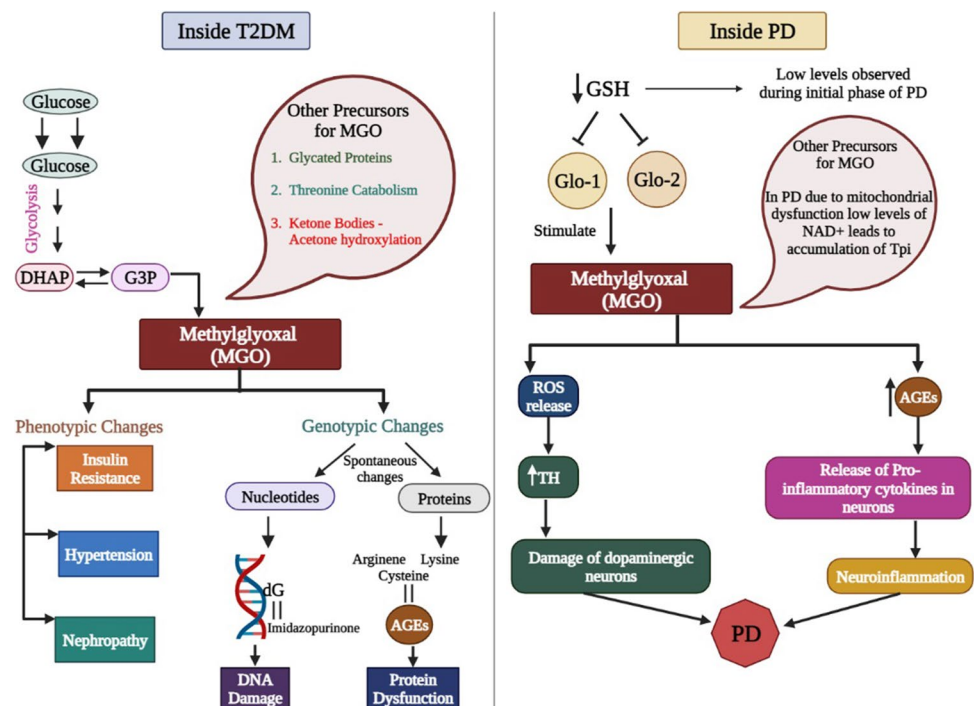 Inside T2DM
Glucose
Glucose
Glycolysis
DHAP
G3P
Other Precursors
for MGO
1. Glycated Proteins
2. Threonine Catabolism
3. Ketone Bodies -
Acetone hydroxylation
Methylglyoxal
(MGO)
Phenotypic Changes
Insulin
Resistance
Hypertension
Nephropathy
Genotypic Changes
Spontaneous
changes
Nucleotides
Proteins
dG
Imidazopurinone
DNA
Damage
Arginene Lysine
Cysteine
AGEs
Protein
Dysfunction
Inside PD
↓ GSH
Low levels observed
during initial phase of PD
Glo-1
Glo-2
Stimulate
Other Precursors
for MGO
In PD due to mitochondrial
dysfunction low levels of
NAD+ leads to
accumulation of Tpi
Methylglyoxal
(MGO)
ROS
release
↑TH
Damage of dopaminergic
neurons
↑ AGEs
Release of Pro-
inflammatory cytokines in
neurons
Neuroinflammation
PD